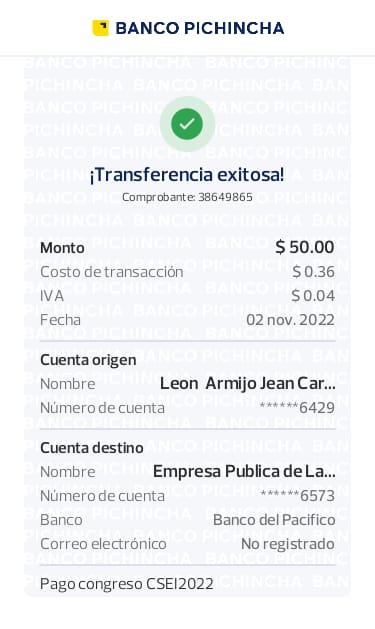 BANCO PICHINCHA
¡Transferencia exitosa!
Comprobante: 38649865
Monto $ 50.00
Costo de transacción $ 0.36
IVA $ 0.04
Fecha 02 nov. 2022
Cuenta origen
Nombre Leon Armijo Jean Car...
Número de cuenta ******6429
Cuenta destino
Nombre Empresa Publica de La...
Número de cuenta ******6573
Banco Banco del Pacifico
Correo electrónico No registrado
Pago congreso CSEI2022